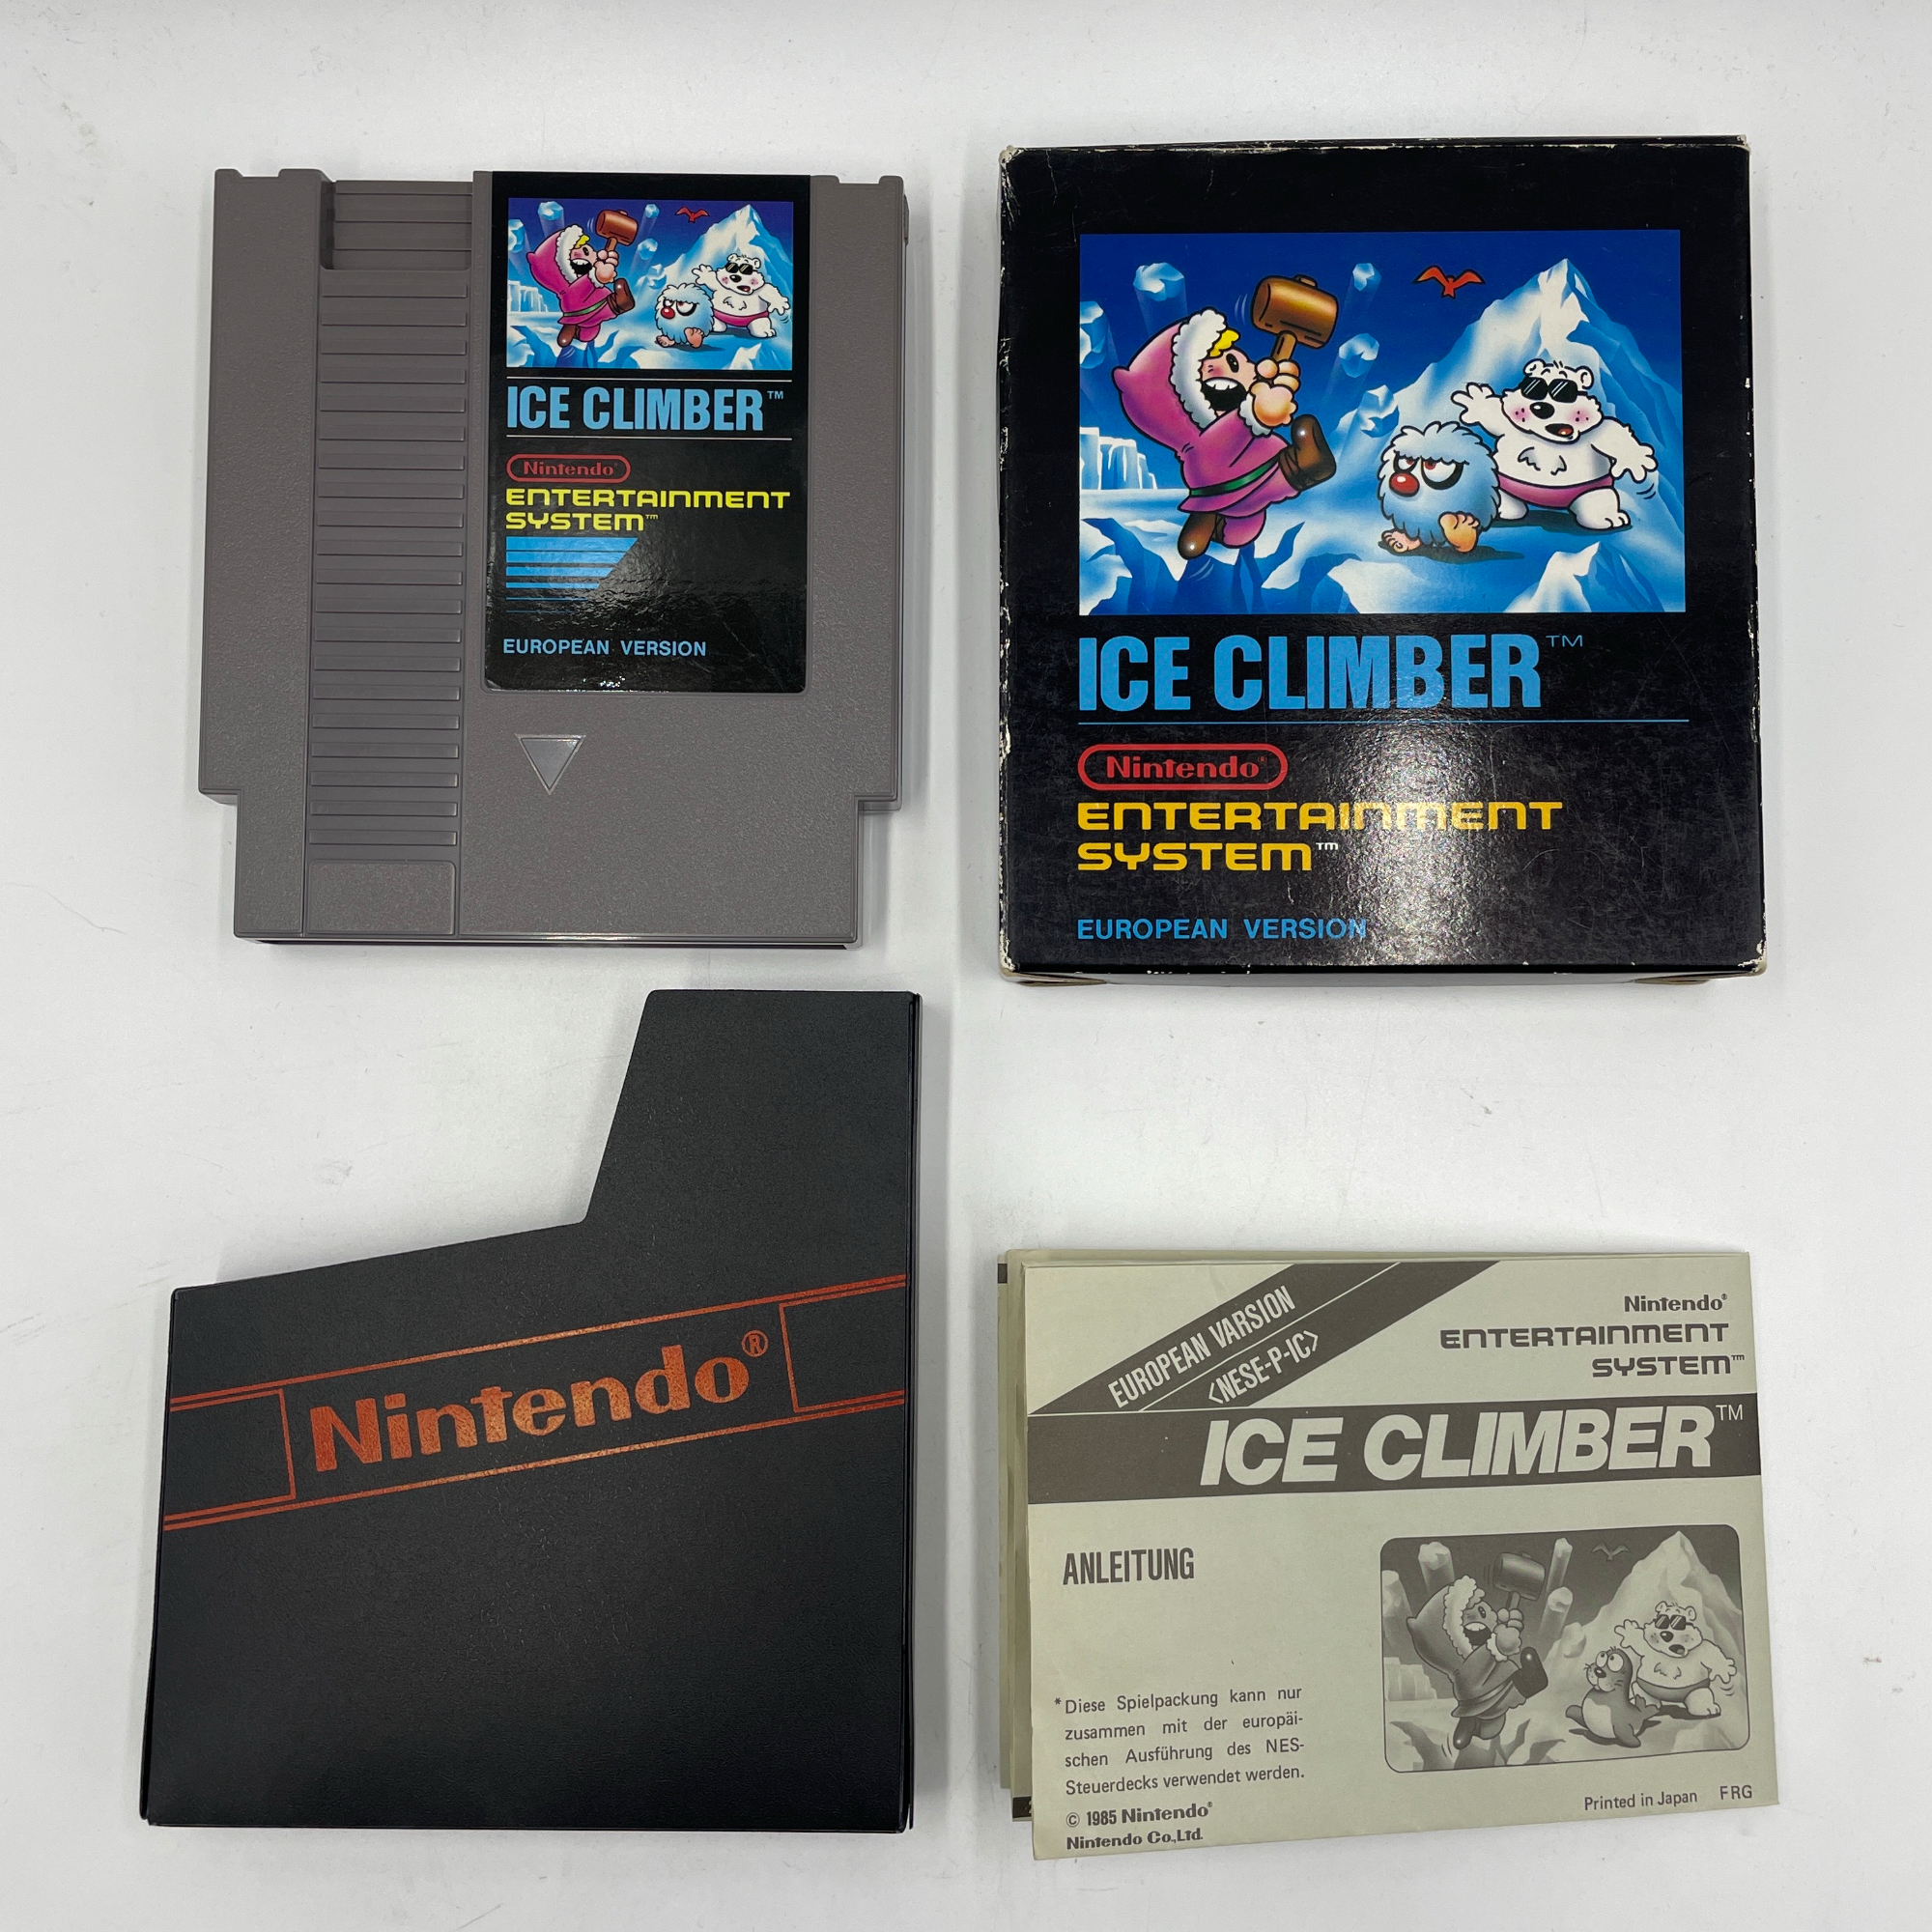 ICE CLIMBER™
Nintendo®
ENTERTAINMENT
SYSTEM™
EUROPEAN VERSION
ICE CLIMBER™
Nintendo®
ENTERTAINMENT
SYSTEM™
EUROPEAN VERSION
Nintendo®
EUROPEAN VARSION
<NESE-P-IC>
Nintendo®
ENTERTAINMENT
SYSTEM™
ICE CLIMBER™
ANLEITUNG
*Diese Spielpackung kann nur
zusammen mit der europäi-
schen Ausführung des NES-
Steuerdecks verwendet werden.
© 1985 Nintendo®
Nintendo Co.,Ltd.
Printed in Japan FRG